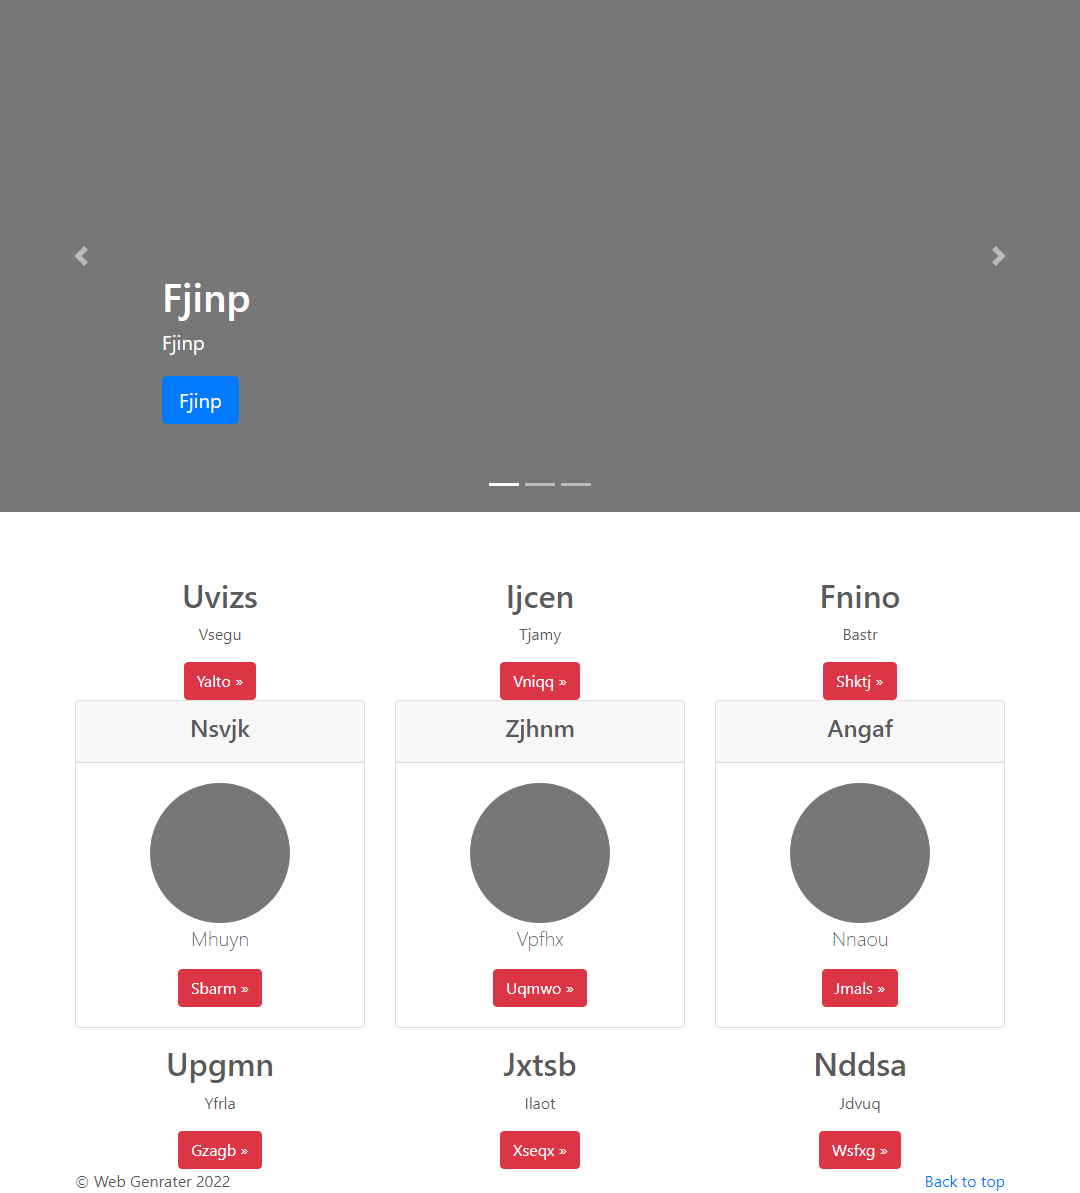 Fjinp
Fjinp
Fjinp
Uvizs
Ijcen
Fnino
Vsegu
Tjamy
Bastr
Yalto »
Vniqq »
Shktj »
Nsvjk
Zjhnm
Angaf
Mhuyn
Vpfhx
Nnaou
Sbarm »
Uqmwo »
Jmals »
Upgmn
Jxtsb
Nddsa
Yfrla
Ilaot
Jdvuq
Gzagb »
Xseqx »
Wsfxg »
© Web Genrater 2022
Back to top